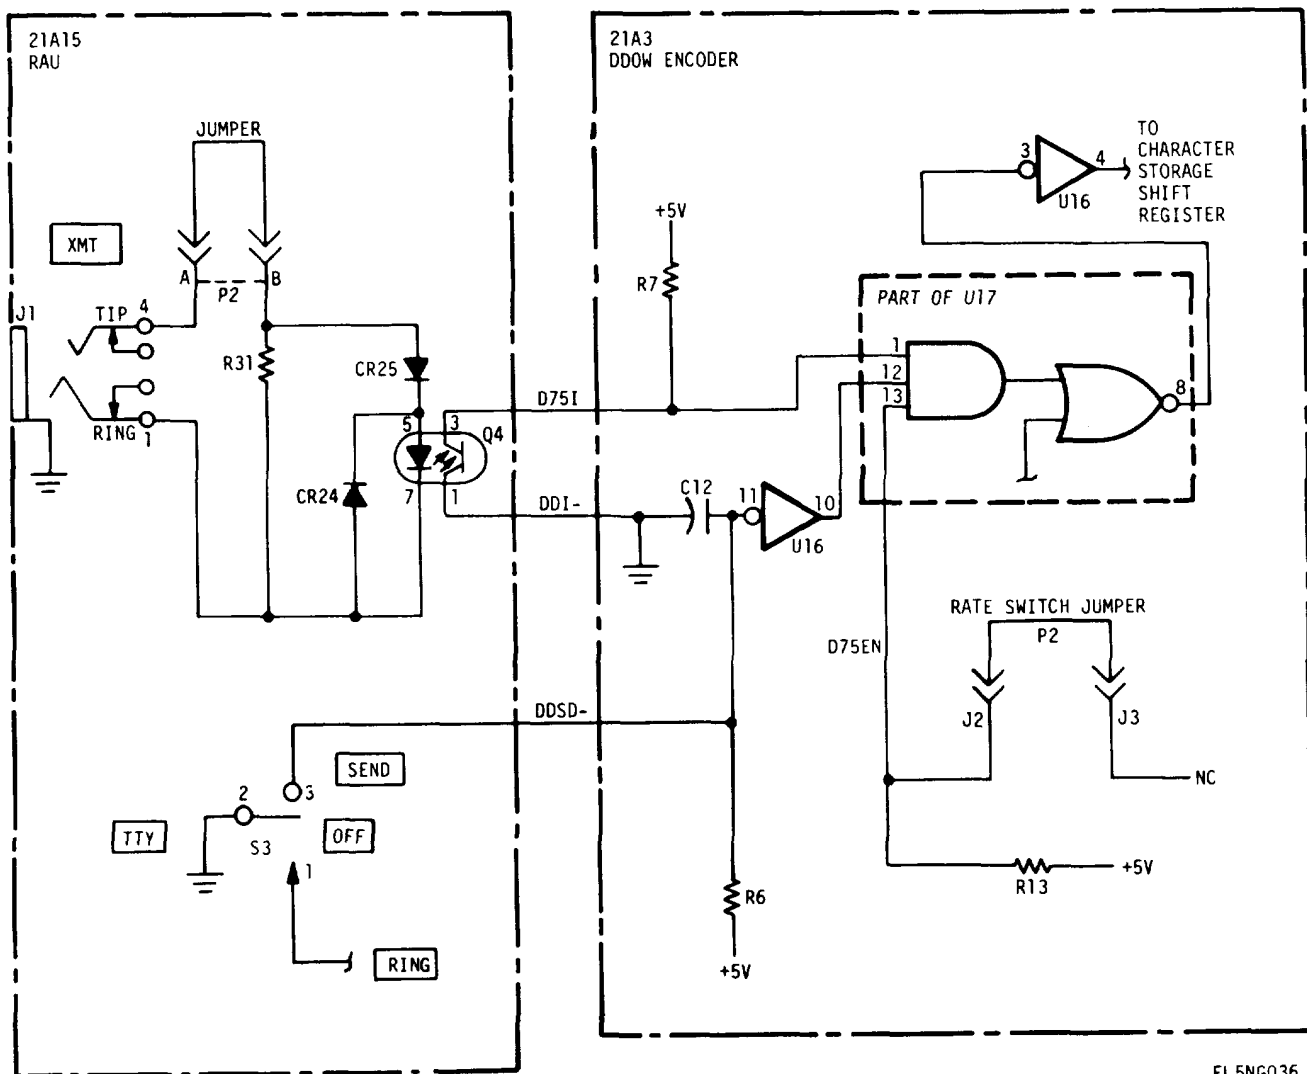 21A15
RAU
JUMPER
XMT
A
B
P2
J1
TIP
4
R31
CR25
RING
1
5
3
Q4
CR24
7
1
D75I
DDI-
DDSD-
SEND
2
3
TTY
S3
OFF
1
RING
21A3
DDOW ENCODER
3
4
U16
TO
CHARACTER
STORAGE
SHIFT
REGISTER
+5V
R7
PART OF U17
1
12
13
8
C12
11
10
U16
RATE SWITCH JUMPER
P2
D75EN
J2
J3
NC
R13
+5V
R6
+5V
EL5NG036